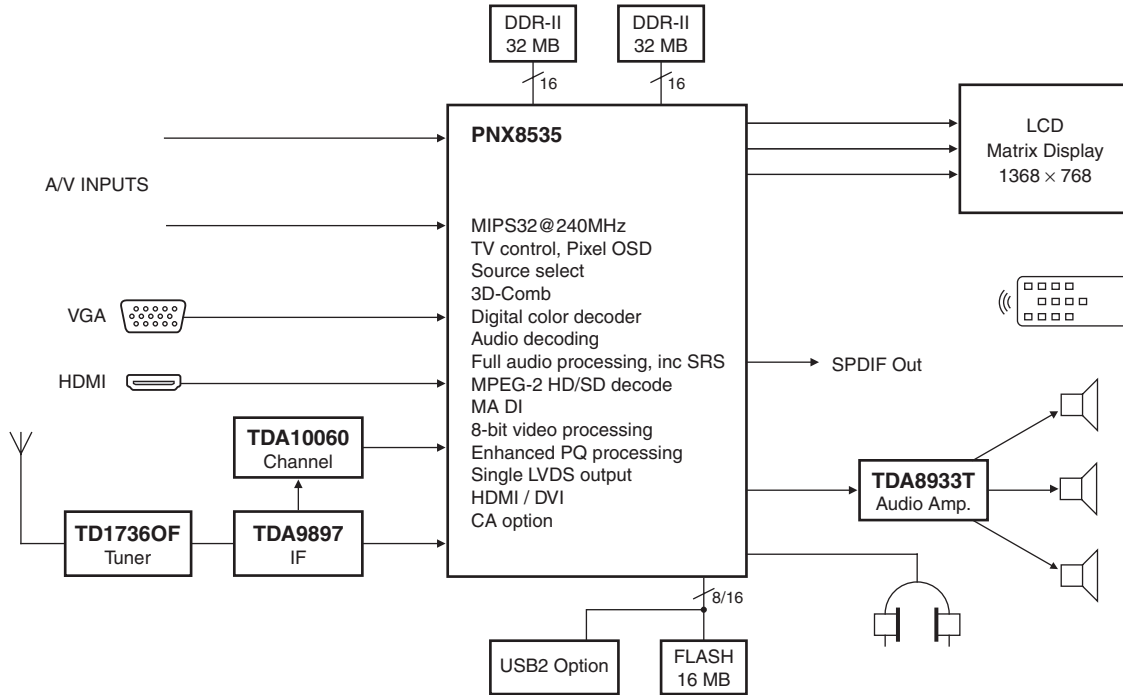 DDR-II
32 MB
DDR-II
32 MB
16
16
PNX8535
MIPS32@240MHz
TV control, Pixel OSD
Source select
3D-Comb
Digital color decoder
Audio decoding
Full audio processing, inc SRS
MPEG-2 HD/SD decode
MA DI
8-bit video processing
Enhanced PQ processing
Single LVDS output
HDMI / DVI
CA option
A/V INPUTS
VGA
HDMI
TDA10060
Channel
TD1736OF
Tuner
TDA9897
IF
LCD
Matrix Display
1368 × 768
SPDIF Out
TDA8933T
Audio Amp.
8/16
USB2 Option
FLASH
16 MB